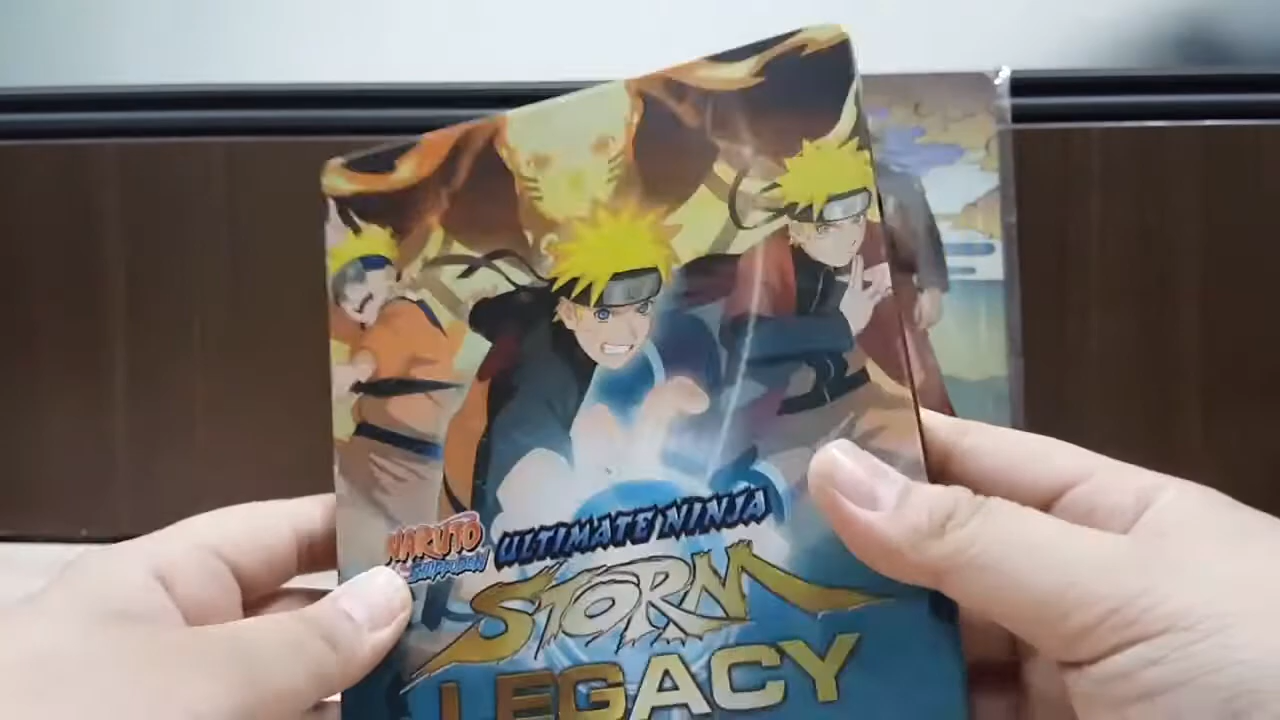 NARUTO
SHIPPUDEN
ULTIMATE NINJA
STORM
LEGACY